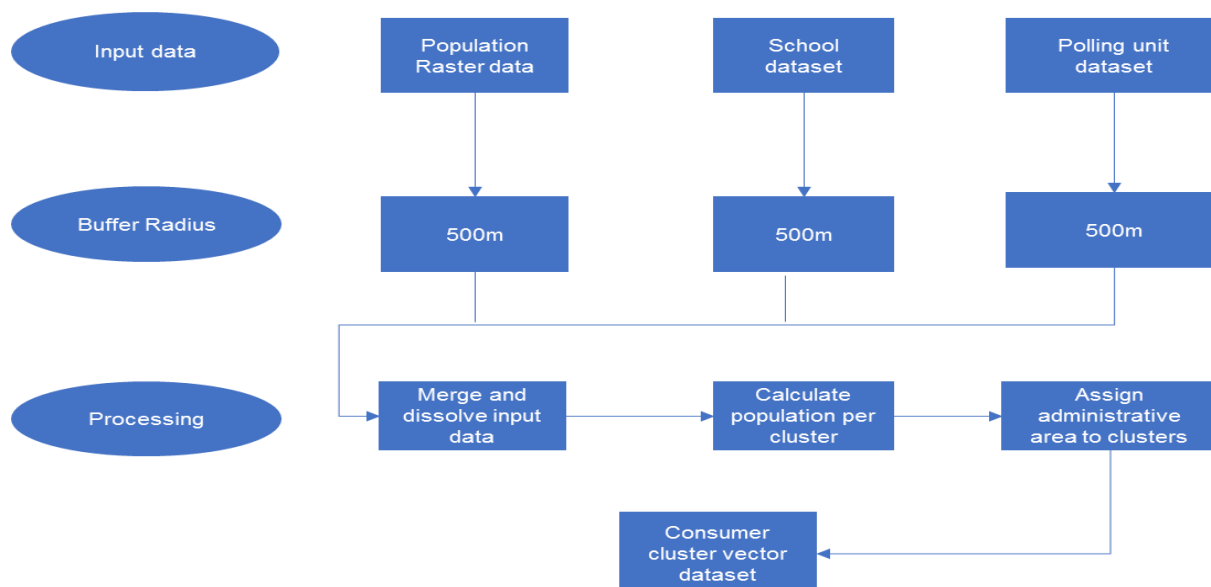 Input data
Population
Raster data
School
dataset
Polling unit
dataset
Buffer Radius
500m
500m
500m
Processing
Merge and
dissolve input
data
Calculate
population per
cluster
Assign
administrative
area to clusters
Consumer
cluster vector
dataset